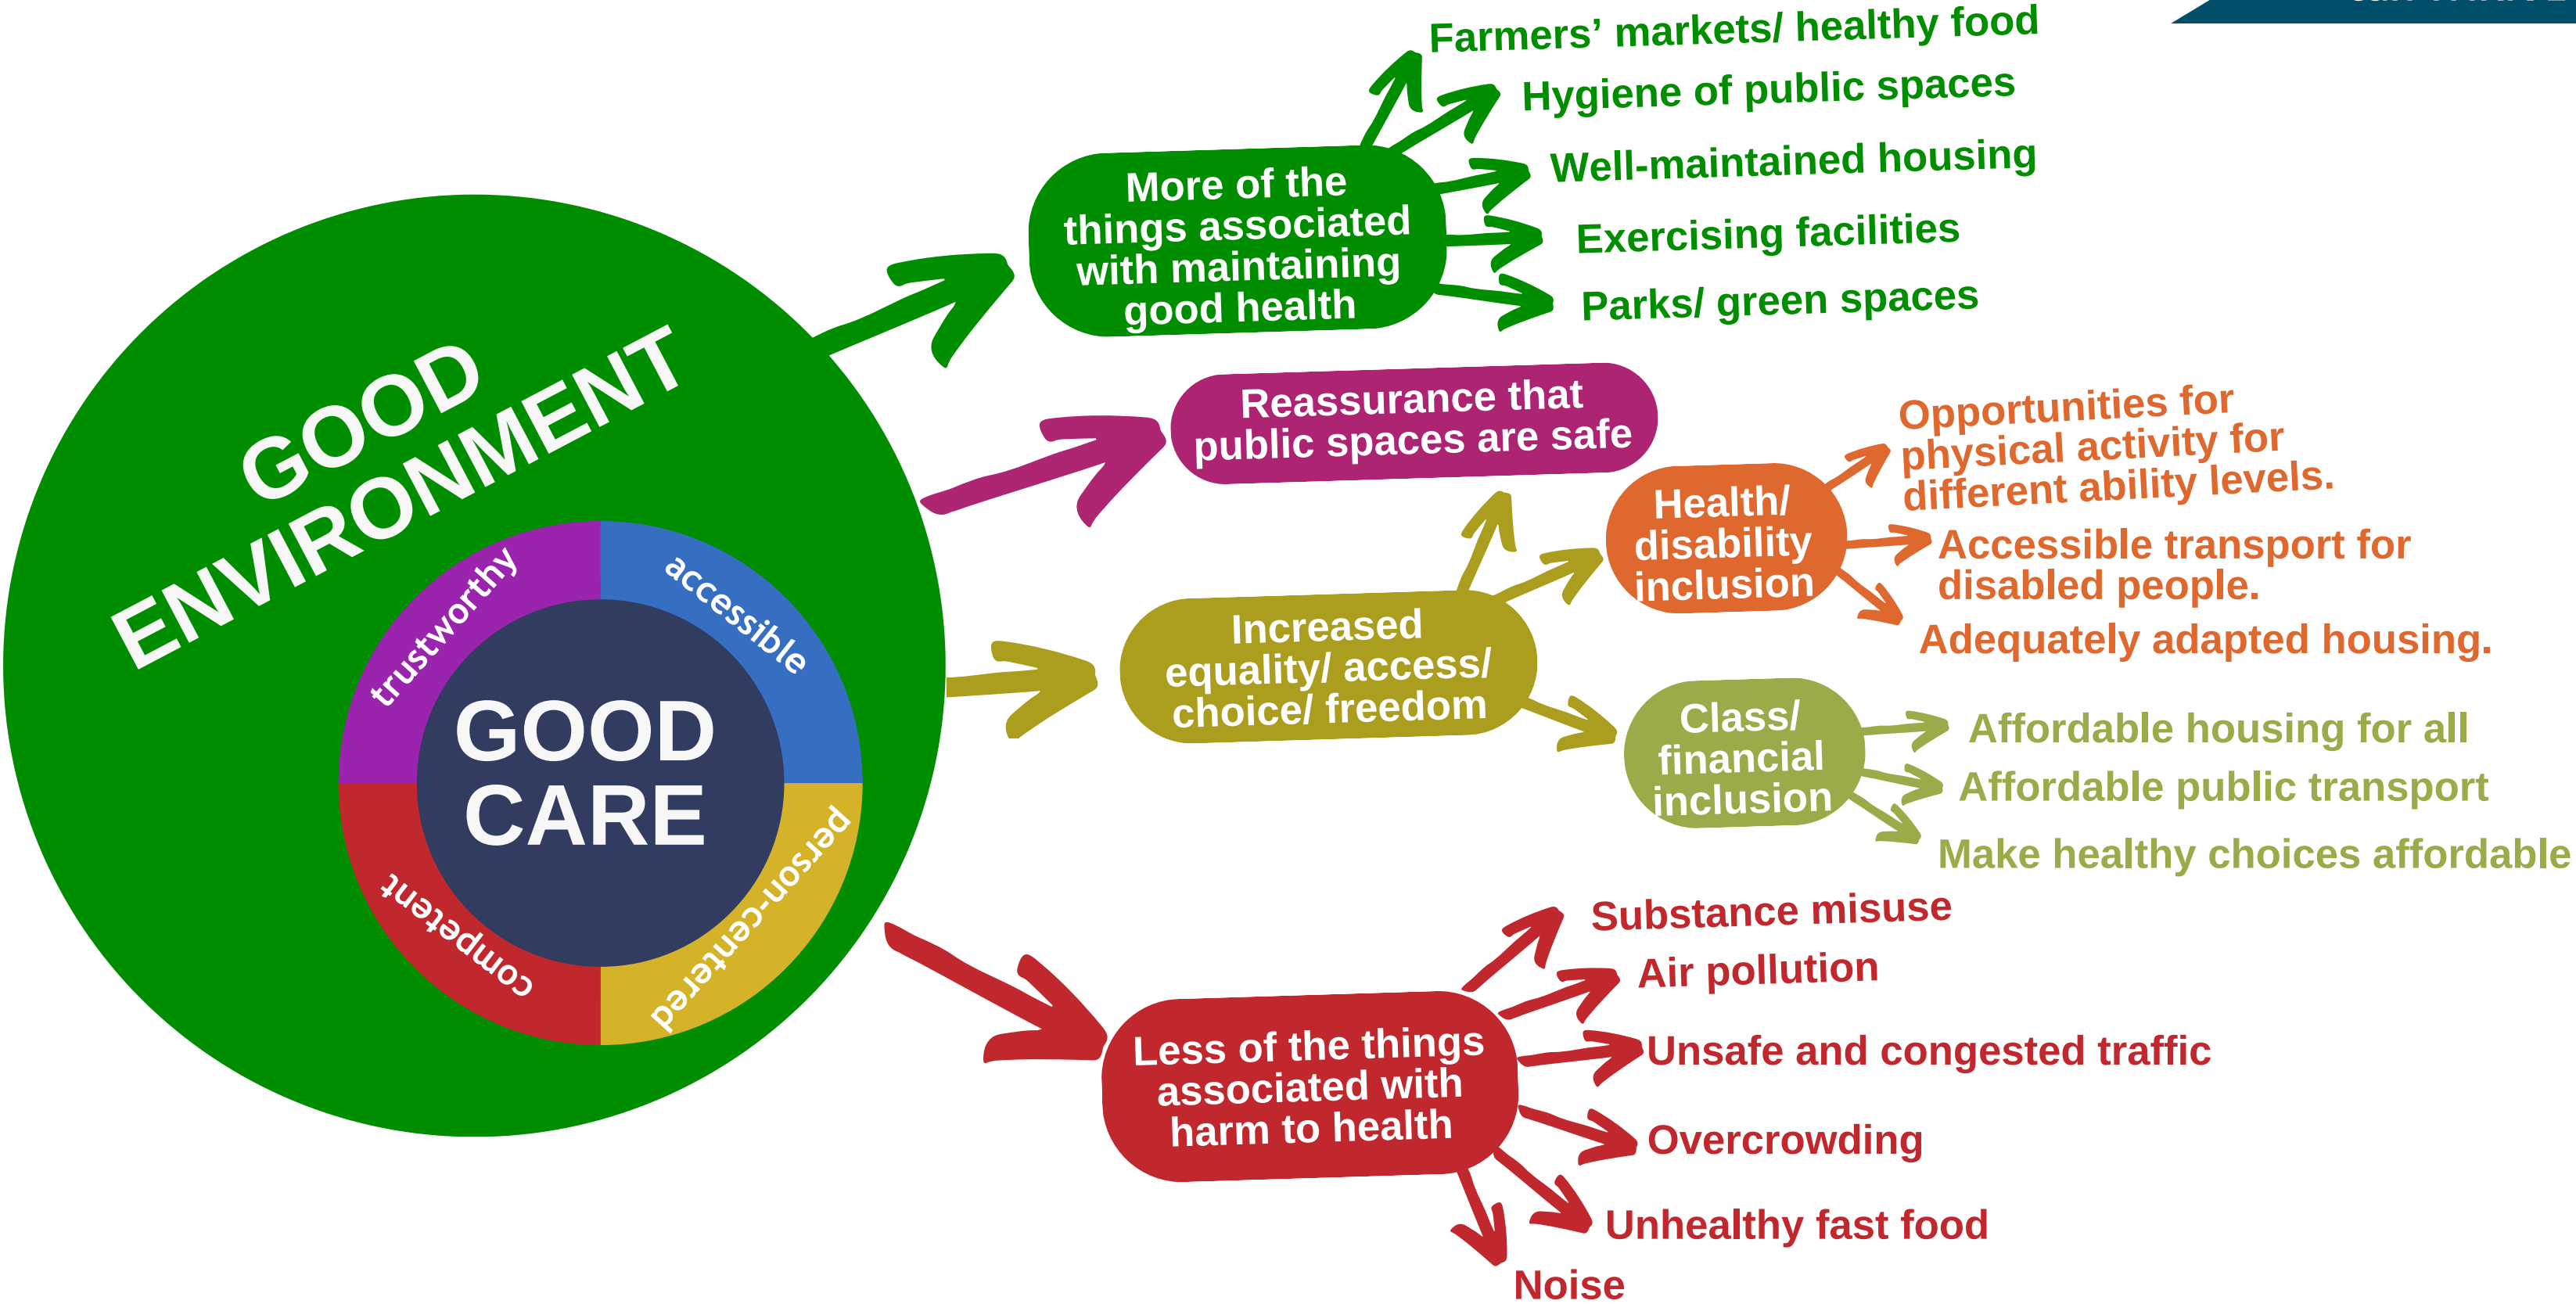 GOOD
ENVIRONMENT
trustworthy
accessible
GOOD
CARE
competent
person-centered
More of the
things associated
with maintaining
good health
Farmers’ markets/ healthy food
Hygiene of public spaces
Well-maintained housing
Exercising facilities
Parks/ green spaces
Reassurance that
public spaces are safe
Increased
equality/ access/
choice/ freedom
Health/
disability
inclusion
Opportunities for
physical activity for
different ability levels.
Accessible transport for
disabled people.
Adequately adapted housing.
Class/
financial
inclusion
Affordable housing for all
Affordable public transport
Make healthy choices affordable
Less of the things
associated with
harm to health
Substance misuse
Air pollution
Unsafe and congested traffic
Overcrowding
Unhealthy fast food
Noise